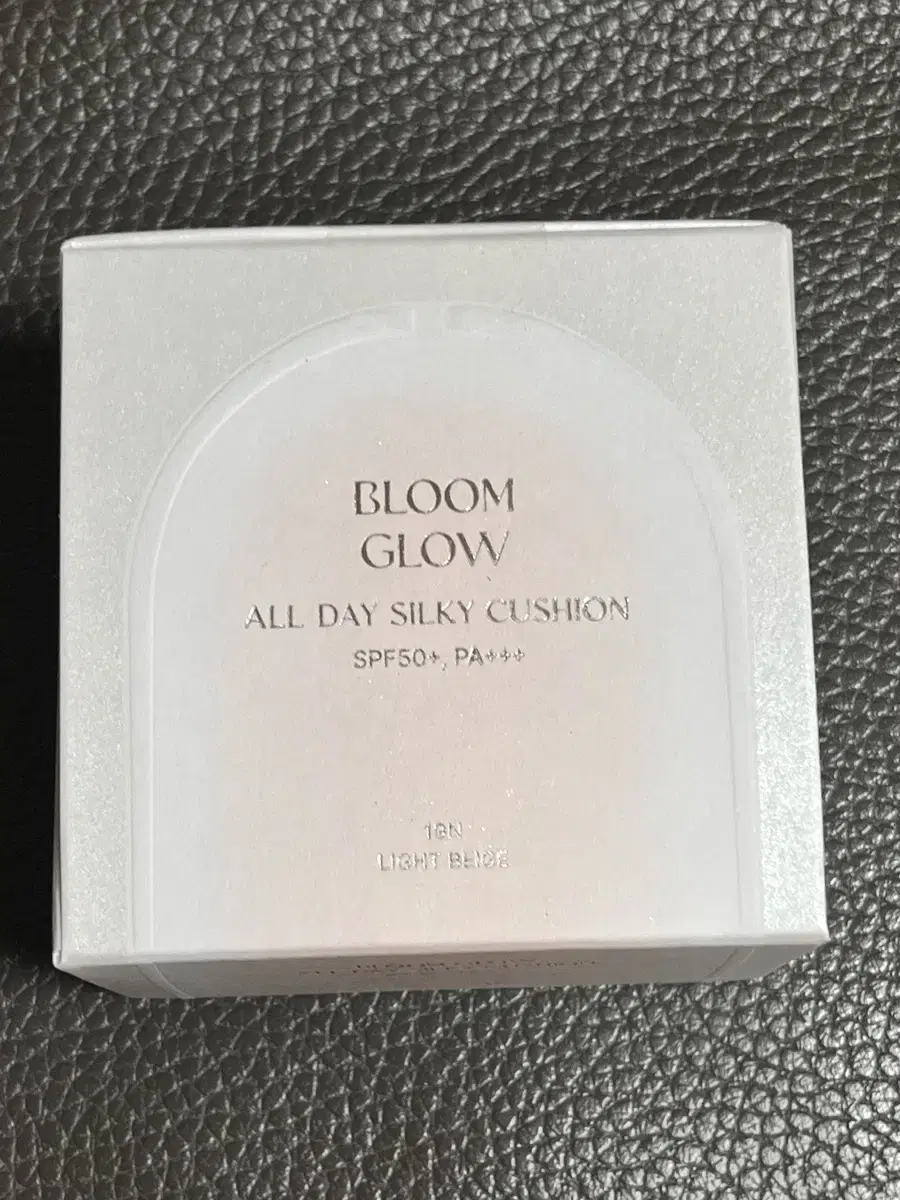 BLOOM
GLOW
ALL DAY SILKY CUSHION
SPF50+, PA+++
LIGHT BEIGE